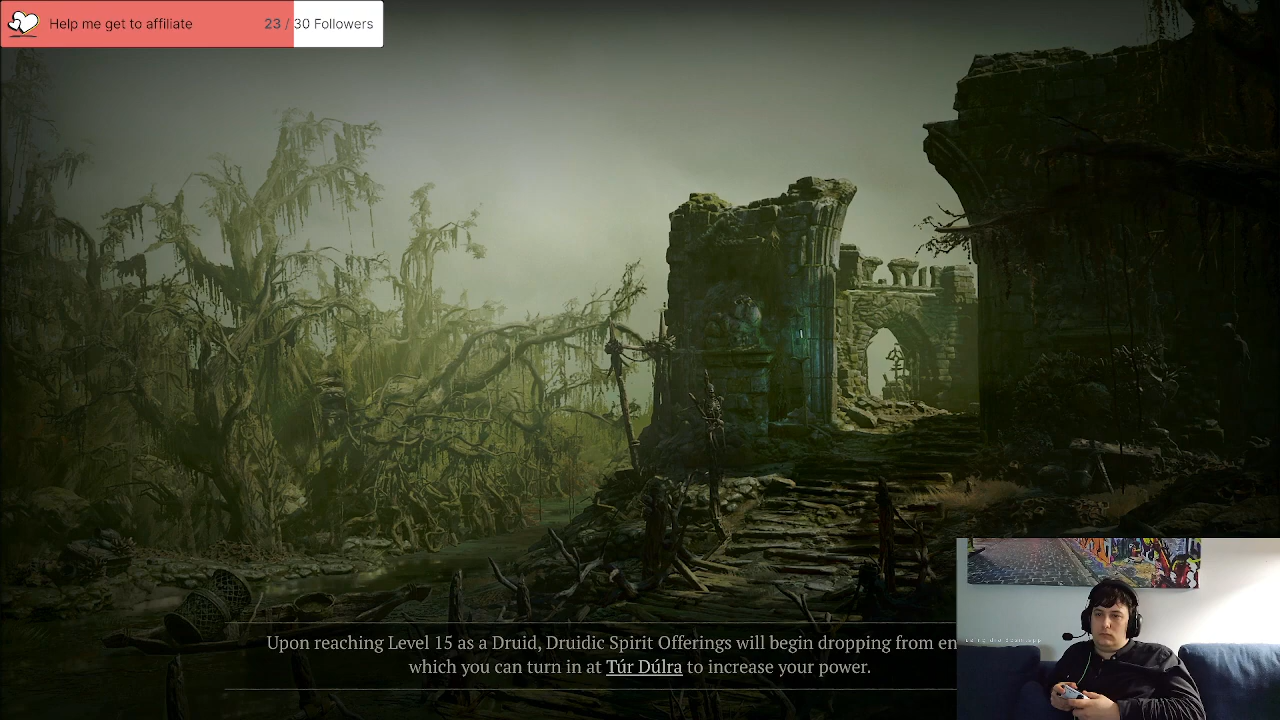 Help me get to affiliate 23 / 30 Followers
Upon reaching Level 15 as a Druid, Druidic Spirit Offerings will begin dropping from en
which you can turn in at Túr Dúlra to increase your power.